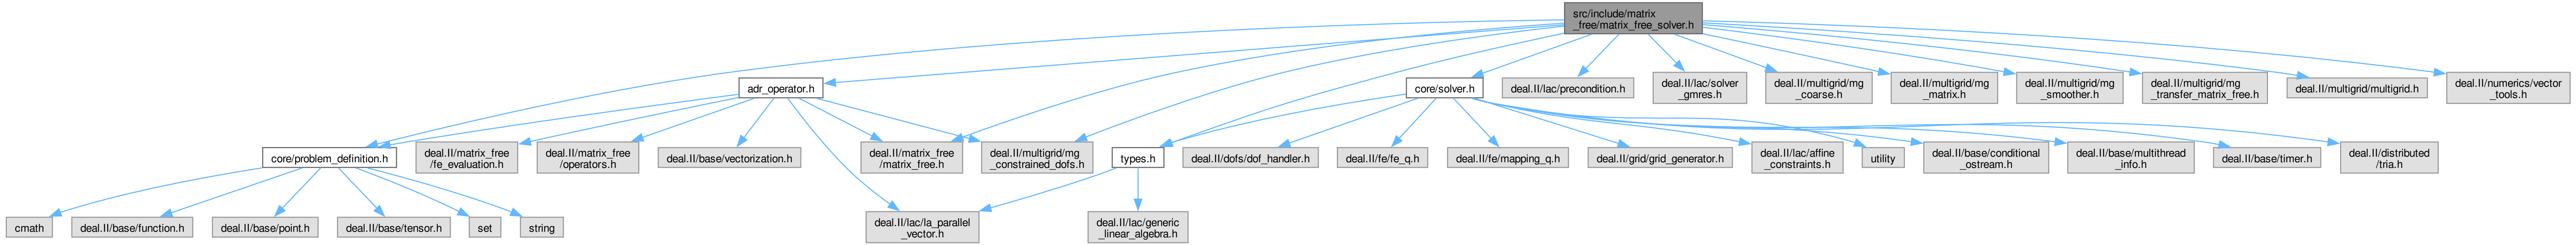 src/include/matrix
_free/matrix_free_solver.h
adr_operator.h
core/solver.h
deal.II/lac/precondition.h
deal.II/lac/solver
_gmres.h
deal.II/multigrid/mg
_coarse.h
deal.II/multigrid/mg
_matrix.h
deal.II/multigrid/mg
_smoother.h
deal.II/multigrid/mg
_transfer_matrix_free.h
deal.II/multigrid/multigrid.h
deal.II/numerics/vector
_tools.h
core/problem_definition.h
deal.II/matrix_free
/fe_evaluation.h
deal.II/matrix_free
/operators.h
deal.II/base/vectorization.h
deal.II/matrix_free
/matrix_free.h
deal.II/multigrid/mg
_constrained_dofs.h
types.h
deal.II/dofs/dof_handler.h
deal.II/fe/fe_q.h
deal.II/fe/mapping_q.h
deal.II/grid/grid_generator.h
deal.II/lac/affine
_constraints.h
utility
deal.II/base/conditional
_ostream.h
deal.II/base/multithread
_info.h
deal.II/base/timer.h
deal.II/distributed
/tria.h
cmath
deal.II/base/function.h
deal.II/base/point.h
deal.II/base/tensor.h
set
string
deal.II/lac/la_parallel
_vector.h
deal.II/lac/generic
_linear_algebra.h